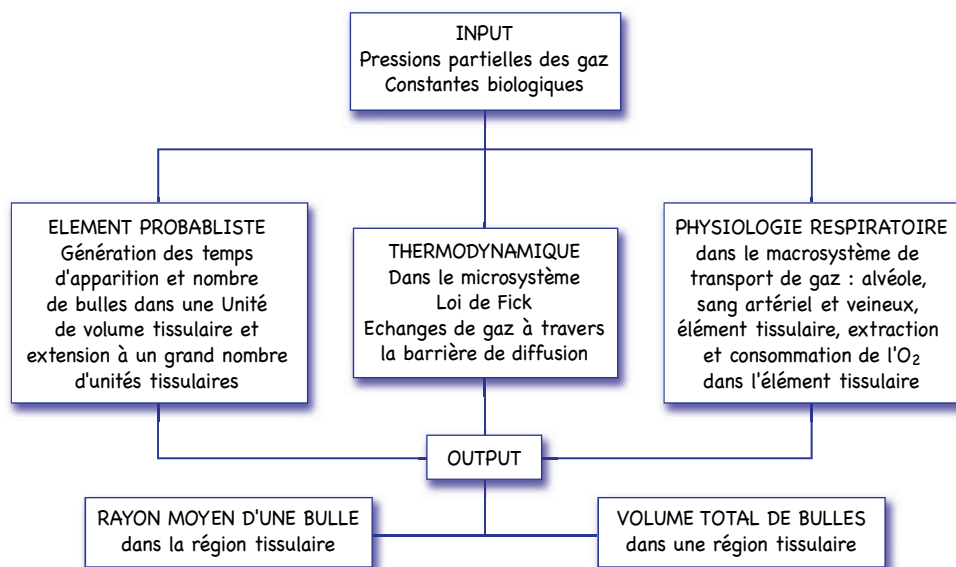 INPUT
Pressions partielles des gaz
Constantes biologiques
ELEMENT PROBABLISTE
Génération des temps
d'apparition et nombre
de bulles dans une Unité
de volume tissulaire et
extension à un grand nombre
d'unités tissulaires
THERMODYNAMIQUE
Dans le microsystème
Loi de Fick
Echanges de gaz à travers
la barrière de diffusion
PHYSIOLOGIE RESPIRATOIRE
dans le macrosystème de
transport de gaz : alvéole,
sang artériel et veineux,
élément tissulaire, extraction
et consommation de l'O₂
dans l'élément tissulaire
OUTPUT
RAYON MOYEN D'UNE BULLE
dans la région tissulaire
VOLUME TOTAL DE BULLES
dans une région tissulaire